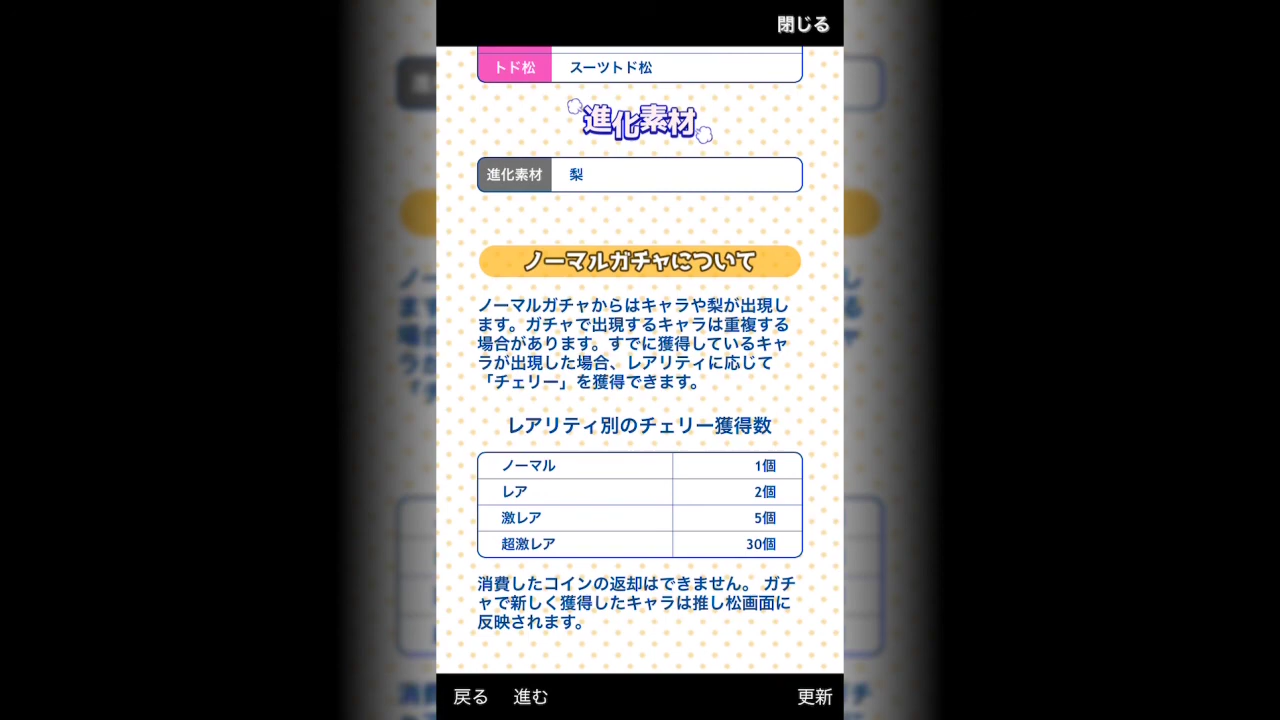 閉じる
トド松 スーツトド松
進化素材
進化素材 梨
ノーマルガチャについて
ノーマルガチャからはキャラや梨が出現し
ます。ガチャで出現するキャラは重複する
場合があります。すでに獲得しているキャ
ラが出現した場合、レアリティに応じて
「チェリー」を獲得できます。
レアリティ別のチェリー獲得数
ノーマル 1個
レア 2個
激レア 5個
超激レア 30個
消費したコインの返却はできません。 ガチ
ャで新しく獲得したキャラは推し松画面に
反映されます。
戻る 進む 更新